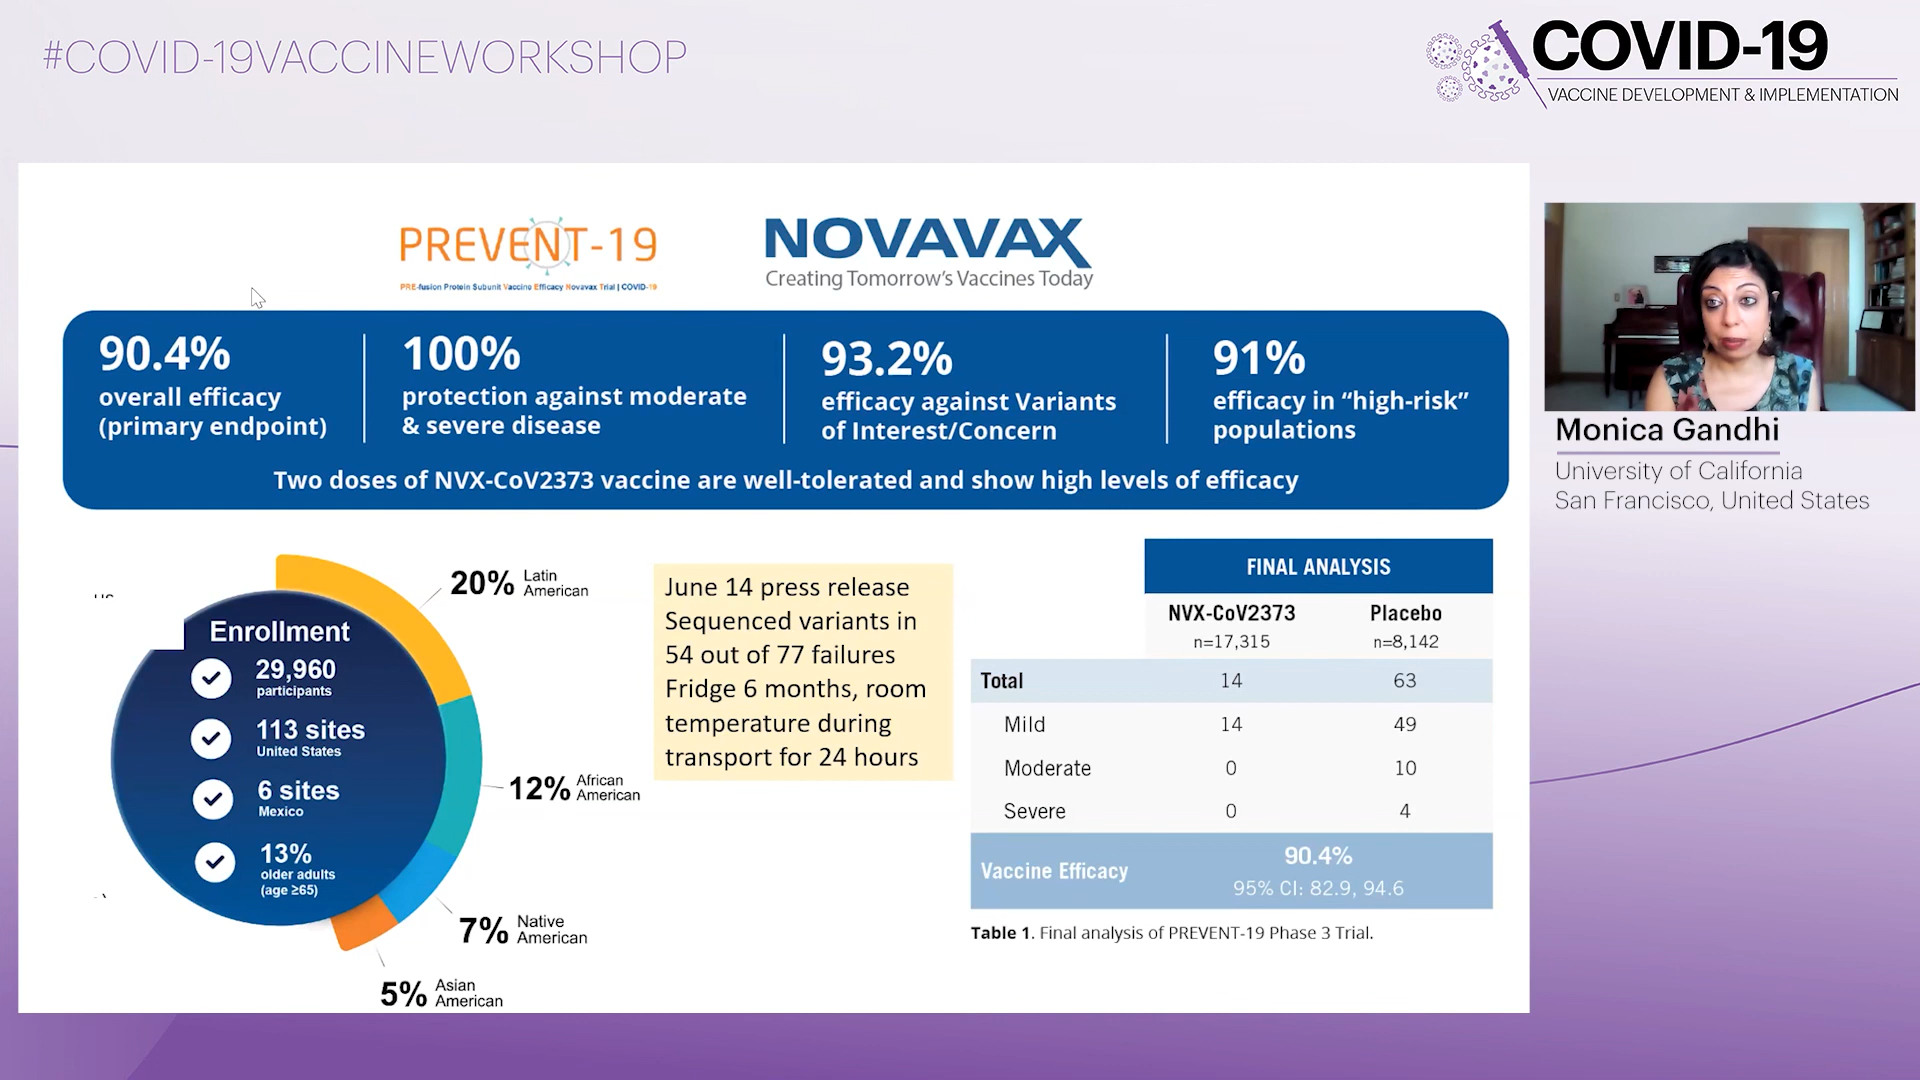 #COVID-19VACCINEWORKSHOP
COVID-19
VACCINE DEVELOPMENT & IMPLEMENTATION
PREVENT-19
PRE-fusion Protein Subunit Vaccine Efficacy Novavax Trial | COVID-19
NOVAVAX
Creating Tomorrow's Vaccines Today
90.4%
overall efficacy
(primary endpoint)
100%
protection against moderate
& severe disease
93.2%
efficacy against Variants
of Interest/Concern
91%
efficacy in “high-risk”
populations
Two doses of NVX-CoV2373 vaccine are well-tolerated and show high levels of efficacy
Monica Gandhi
University of California
San Francisco, United States
Enrollment
29,960
participants
113 sites
United States
6 sites
Mexico
13%
older adults
(age ≥65)
20% Latin
American
12% African
American
7% Native
American
5% Asian
American
June 14 press release
Sequenced variants in
54 out of 77 failures
Fridge 6 months, room
temperature during
transport for 24 hours
FINAL ANALYSIS
NVX-CoV2373 Placebo
n=17,315 n=8,142
Total 14 63
Mild 14 49
Moderate 0 10
Severe 0 4
Vaccine Efficacy 90.4%
95% CI: 82.9, 94.6
Table 1. Final analysis of PREVENT-19 Phase 3 Trial.